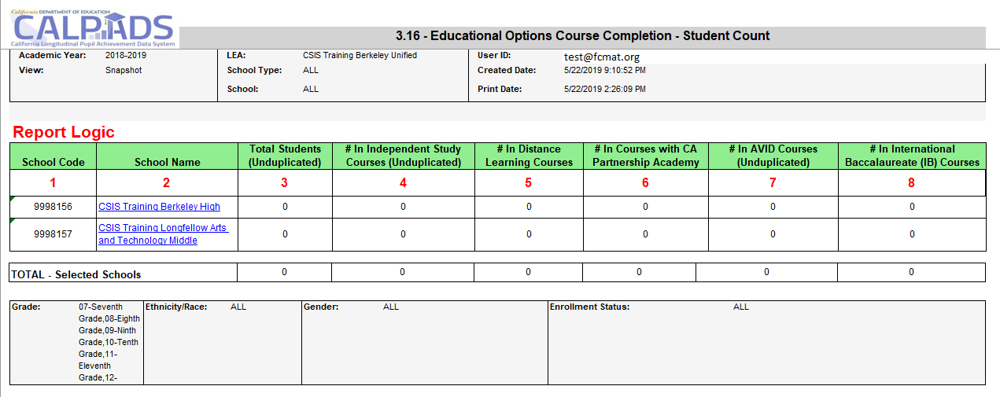 California DEPARTMENT OF EDUCATION
CALPADS
California Longitudinal Pupil Achievement Data System
3.16 - Educational Options Course Completion - Student Count
Academic Year: 2018-2019 LEA: CSIS Training Berkeley Unified User ID: test@fcmat.org
View: Snapshot School Type: ALL Created Date: 5/22/2019 9:10:52 PM
School: ALL Print Date: 5/22/2019 2:26:09 PM
Report Logic
School Code School Name Total Students (Unduplicated) # In Independent Study Courses (Unduplicated) # In Distance Learning Courses # In Courses with CA Partnership Academy # In AVID Courses (Unduplicated) # In International Baccalaureate (IB) Courses
1 2 3 4 5 6 7 8
9998156 CSIS Training Berkeley High 0 0 0 0 0 0
9998157 CSIS Training Longfellow Arts and Technology Middle 0 0 0 0 0 0
TOTAL - Selected Schools 0 0 0 0 0 0
Grade: 07-Seventh Ethnicity/Race: ALL Gender: ALL Enrollment Status: ALL
Grade,08-Eighth
Grade,09-Ninth
Grade,10-Tenth
Grade,11-
Eleventh
Grade,12-